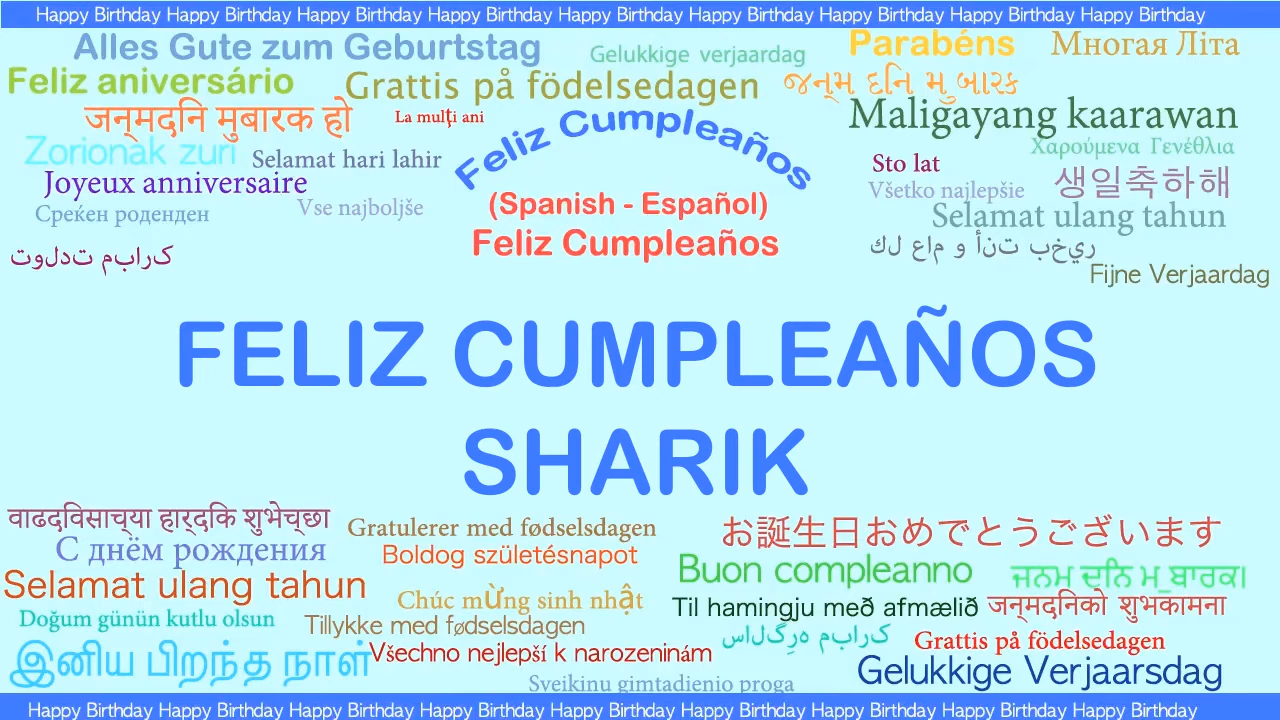 Happy Birthday Happy Birthday Happy Birthday Happy Birthday Happy Birthday Happy Birthday Happy Birthday Happy Birthday Happy Birthday
Alles Gute zum Geburtstag
Gelukkige verjaardag
Parabéns
Многая Літа
Feliz aniversário
Grattis på födelsedagen
જન્મ દિન મુબારક
जन्मदिन मुबारक हो
La mulţi ani
Feliz Cumpleaños
Maligayang kaarawan
Zorionak zuri
Selamat hari lahir
Χαρούμενα Γενέθλια
Sto lat
생일축하해
Joyeux anniversaire
Všetko najlepšie
Среќен роденден
Vse najboljše
(Spanish - Español)
Selamat ulang tahun
Feliz Cumpleaños
كل عام و أنت بخير
تولدت مبارک
Fijne Verjaardag
FELIZ CUMPLEAÑOS
SHARIK
वाढदिवसाच्या हार्दिक शुभेच्छा
Gratulerer med fødselsdagen
お誕生日おめでとうございます
С днём рождения
Boldog születésnapot
Buon compleanno
ਜਨਮ ਦਿਨ ਮੁਬਾਰਕ।
Selamat ulang tahun
Chúc mừng sinh nhật
Til hamingju með afmælið
जन्मदिनको शुभकामना
Doğum günün kutlu olsun
Tillykke med fødselsdagen
سالگرِه مبارک
Grattis på födelsedagen
இனிய பிறந்த நாள்
Všechno nejlepší k narozeninám
Gelukkige Verjaarsdag
Sveikinu gimtadienio proga
Happy Birthday Happy Birthday Happy Birthday Happy Birthday Happy Birthday Happy Birthday Happy Birthday Happy Birthday Happy Birthday